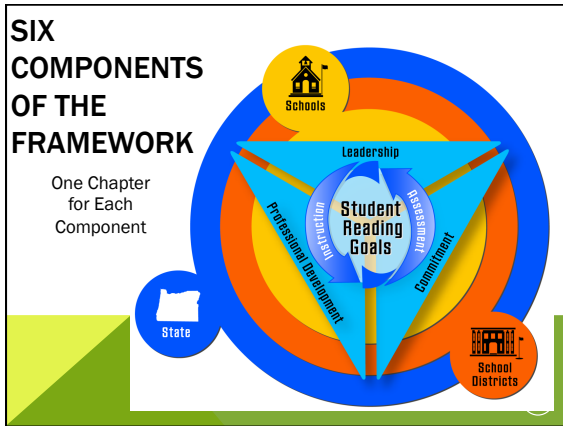 SIX
COMPONENTS
OF THE
FRAMEWORK
One Chapter
for Each
Component
Schools
Leadership
Professional Development
Instruction
Student
Reading
Goals
Assessment
Commitment
State
School
Districts